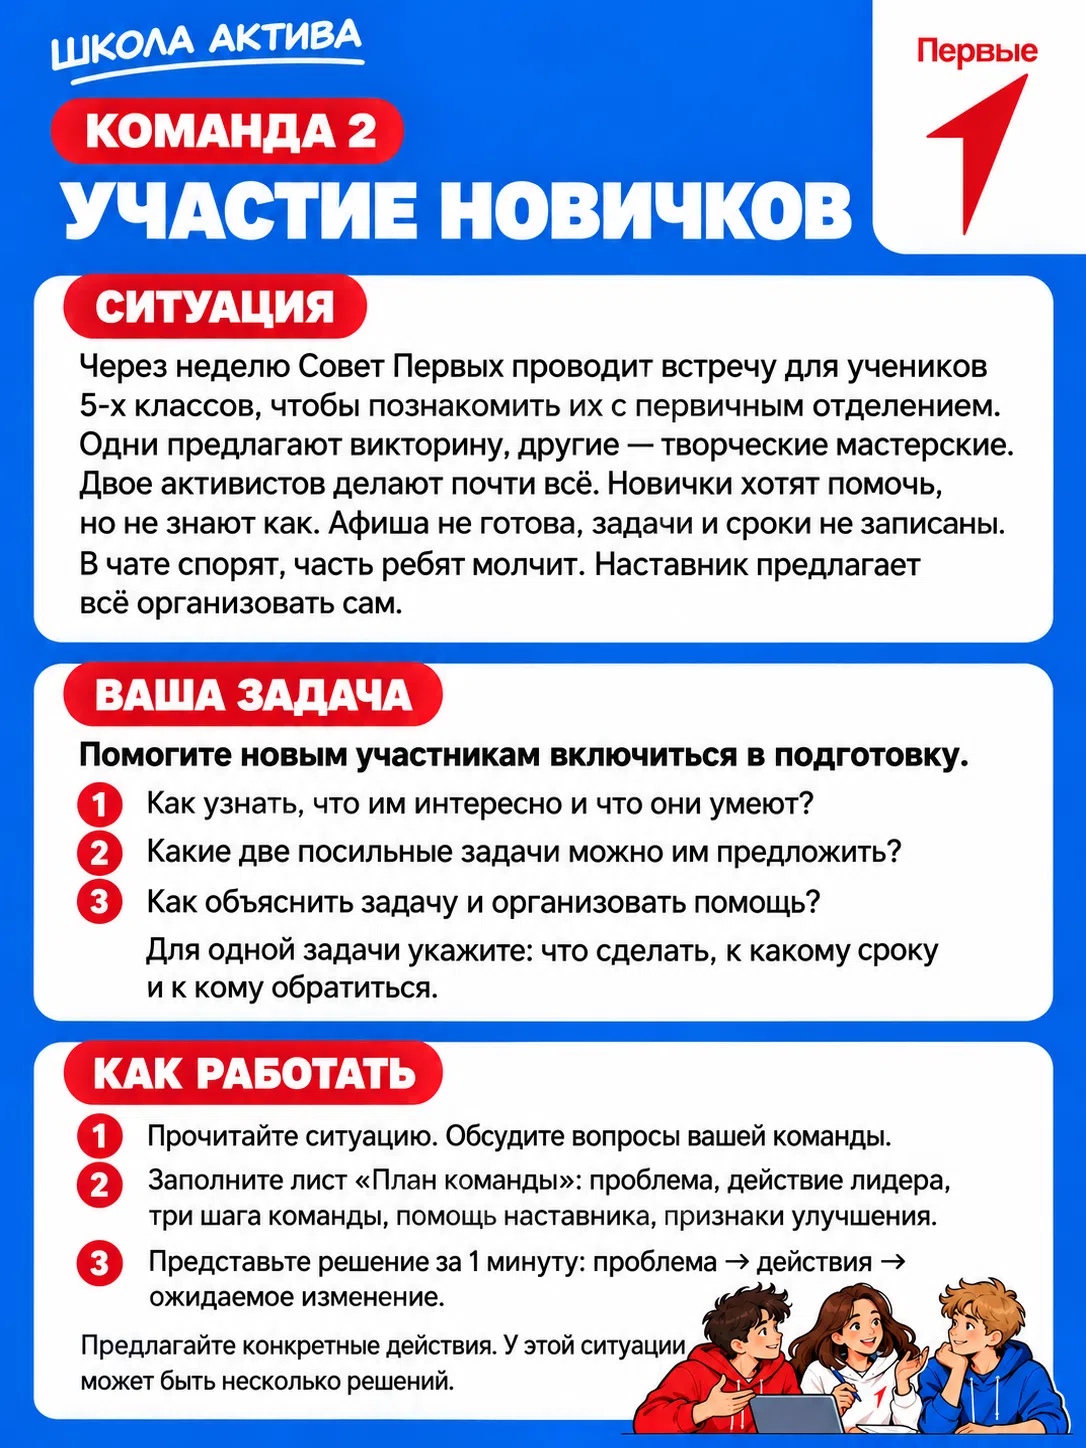 ШКОЛА АКТИВА
Первые
КОМАНДА 2
УЧАСТИЕ НОВИЧКОВ
СИТУАЦИЯ
Через неделю Совет Первых проводит встречу для учеников
5-х классов, чтобы познакомить их с первичным отделением.
Одни предлагают викторину, другие — творческие мастерские.
Двое активистов делают почти всё. Новички хотят помочь,
но не знают как. Афиша не готова, задачи и сроки не записаны.
В чате спорят, часть ребят молчит. Наставник предлагает
всё организовать сам.
ВАША ЗАДАЧА
Помогите новым участникам включиться в подготовку.
1 Как узнать, что им интересно и что они умеют?
2 Какие две посильные задачи можно им предложить?
3 Как объяснить задачу и организовать помощь?
Для одной задачи укажите: что сделать, к какому сроку
и к кому обратиться.
КАК РАБОТАТЬ
1 Прочитайте ситуацию. Обсудите вопросы вашей команды.
2 Заполните лист «План команды»: проблема, действие лидера,
три шага команды, помощь наставника, признаки улучшения.
3 Представьте решение за 1 минуту: проблема → действия →
ожидаемое изменение.
Предлагайте конкретные действия. У этой ситуации
может быть несколько решений.